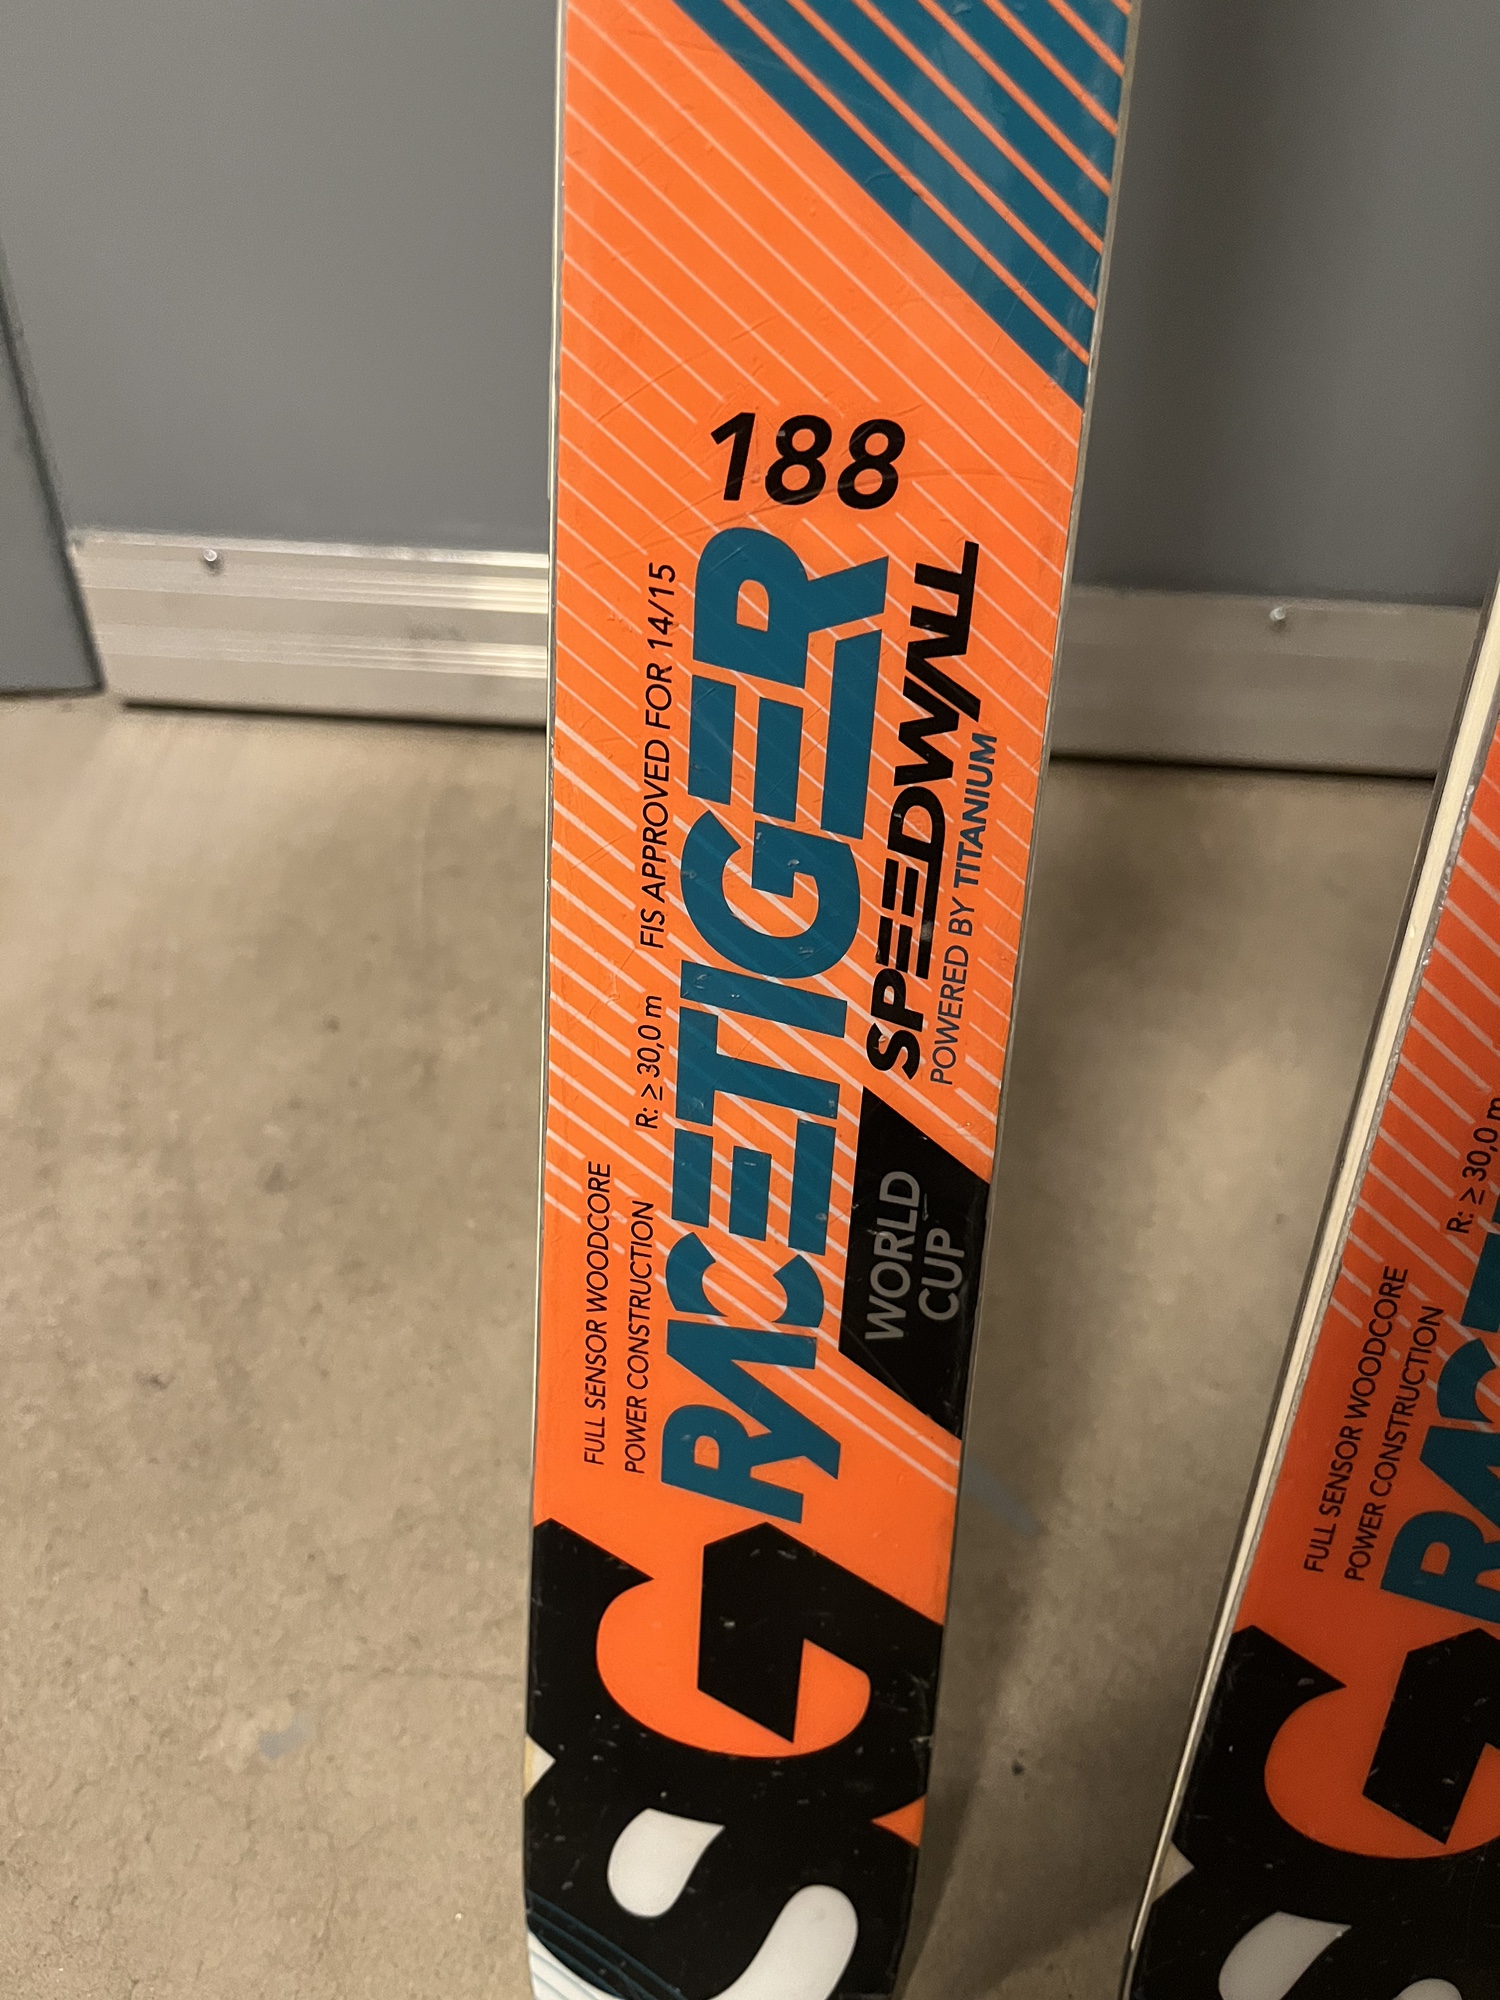 188
FULL SENSOR WOODCORE
POWER CONSTRUCTION
R: ≥ 30,0 m FIS APPROVED FOR 14/15
RACETIGER
WORLD
CUP
SPEEDWALL
POWERED BY TITANIUM
SG
FULL SENSOR WOODCORE
POWER CONSTRUCTION
R: ≥ 30,0 m